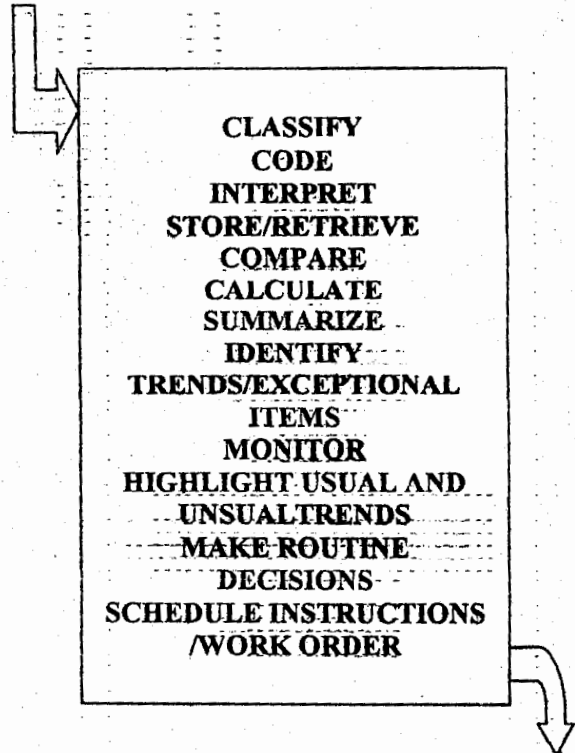 CLASSIFY
CODE
INTERPRET
STORE/RETRIEVE
COMPARE
CALCULATE
SUMMARIZE
IDENTIFY
TRENDS/EXCEPTIONAL
ITEMS
MONITOR
HIGHLIGHT USUAL AND
UNSUALTRENDS
MAKE ROUTINE
DECISIONS
SCHEDULE INSTRUCTIONS
/WORK ORDER